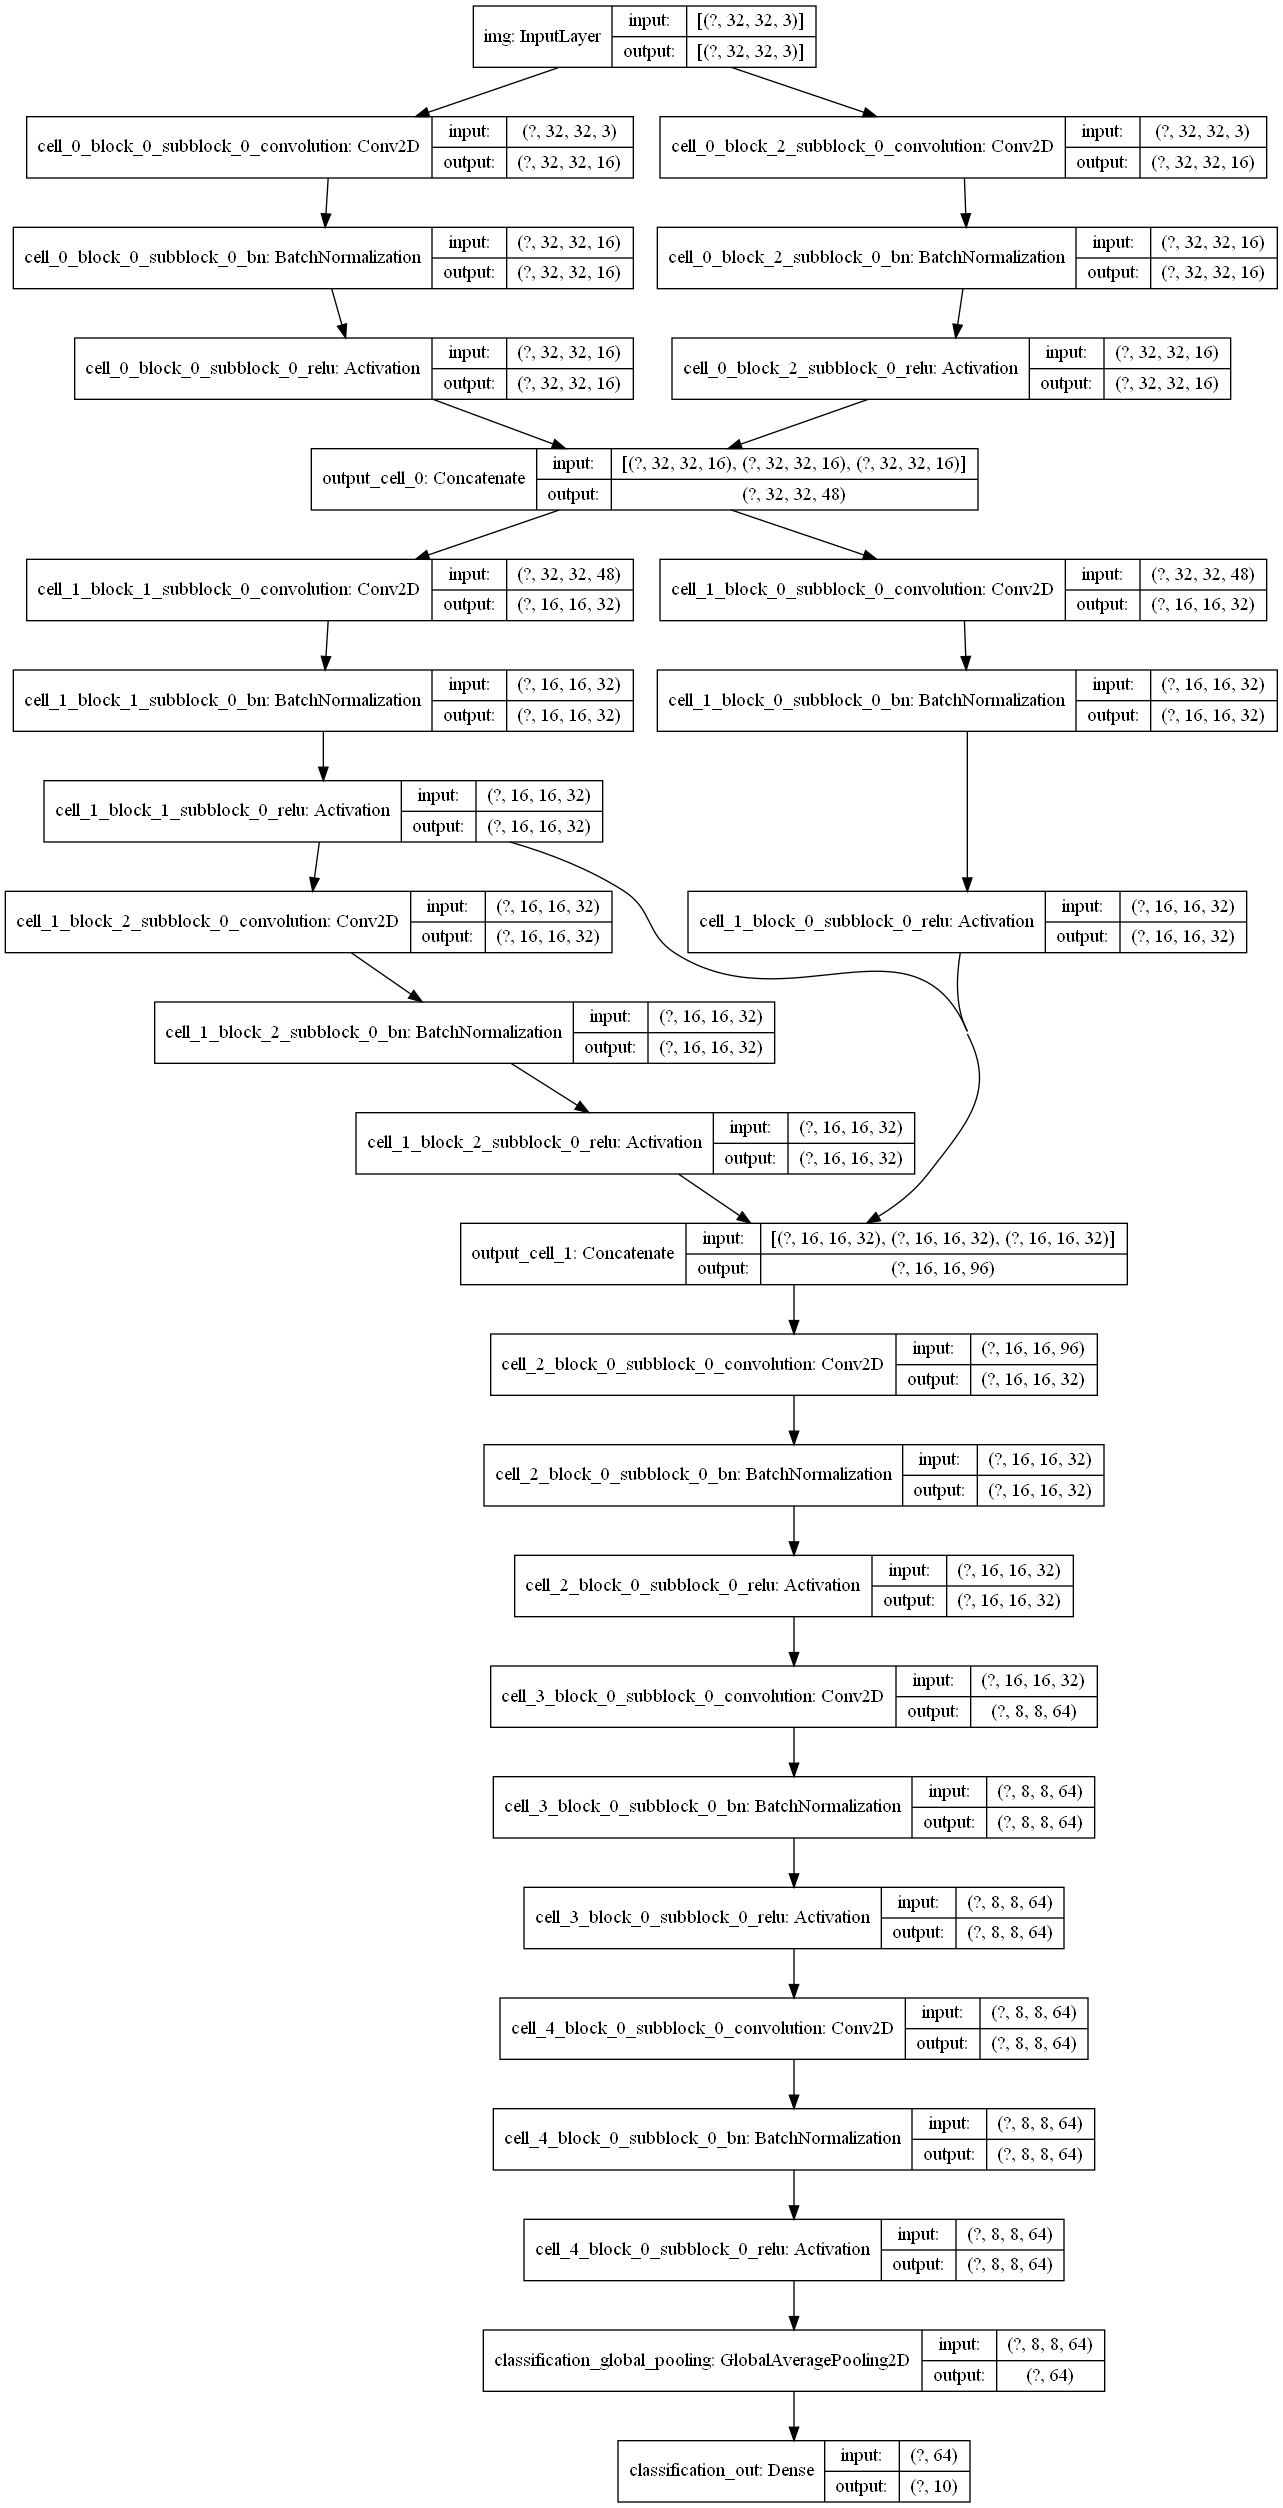 img: InputLayer
input: [(?, 32, 32, 3)]
output: [(?, 32, 32, 3)]
cell_0_block_0_subblock_0_convolution: Conv2D
input: (?, 32, 32, 3)
output: (?, 32, 32, 16)
cell_0_block_2_subblock_0_convolution: Conv2D
input: (?, 32, 32, 3)
output: (?, 32, 32, 16)
cell_0_block_0_subblock_0_bn: BatchNormalization
input: (?, 32, 32, 16)
output: (?, 32, 32, 16)
cell_0_block_2_subblock_0_bn: BatchNormalization
input: (?, 32, 32, 16)
output: (?, 32, 32, 16)
cell_0_block_0_subblock_0_relu: Activation
input: (?, 32, 32, 16)
output: (?, 32, 32, 16)
cell_0_block_2_subblock_0_relu: Activation
input: (?, 32, 32, 16)
output: (?, 32, 32, 16)
output_cell_0: Concatenate
input: [(?, 32, 32, 16), (?, 32, 32, 16), (?, 32, 32, 16)]
output: (?, 32, 32, 48)
cell_1_block_1_subblock_0_convolution: Conv2D
input: (?, 32, 32, 48)
output: (?, 16, 16, 32)
cell_1_block_0_subblock_0_convolution: Conv2D
input: (?, 32, 32, 48)
output: (?, 16, 16, 32)
cell_1_block_1_subblock_0_bn: BatchNormalization
input: (?, 16, 16, 32)
output: (?, 16, 16, 32)
cell_1_block_0_subblock_0_bn: BatchNormalization
input: (?, 16, 16, 32)
output: (?, 16, 16, 32)
cell_1_block_1_subblock_0_relu: Activation
input: (?, 16, 16, 32)
output: (?, 16, 16, 32)
cell_1_block_2_subblock_0_convolution: Conv2D
input: (?, 16, 16, 32)
output: (?, 16, 16, 32)
cell_1_block_0_subblock_0_relu: Activation
input: (?, 16, 16, 32)
output: (?, 16, 16, 32)
cell_1_block_2_subblock_0_bn: BatchNormalization
input: (?, 16, 16, 32)
output: (?, 16, 16, 32)
cell_1_block_2_subblock_0_relu: Activation
input: (?, 16, 16, 32)
output: (?, 16, 16, 32)
output_cell_1: Concatenate
input: [(?, 16, 16, 32), (?, 16, 16, 32), (?, 16, 16, 32)]
output: (?, 16, 16, 96)
cell_2_block_0_subblock_0_convolution: Conv2D
input: (?, 16, 16, 96)
output: (?, 16, 16, 32)
cell_2_block_0_subblock_0_bn: BatchNormalization
input: (?, 16, 16, 32)
output: (?, 16, 16, 32)
cell_2_block_0_subblock_0_relu: Activation
input: (?, 16, 16, 32)
output: (?, 16, 16, 32)
cell_3_block_0_subblock_0_convolution: Conv2D
input: (?, 16, 16, 32)
output: (?, 8, 8, 64)
cell_3_block_0_subblock_0_bn: BatchNormalization
input: (?, 8, 8, 64)
output: (?, 8, 8, 64)
cell_3_block_0_subblock_0_relu: Activation
input: (?, 8, 8, 64)
output: (?, 8, 8, 64)
cell_4_block_0_subblock_0_convolution: Conv2D
input: (?, 8, 8, 64)
output: (?, 8, 8, 64)
cell_4_block_0_subblock_0_bn: BatchNormalization
input: (?, 8, 8, 64)
output: (?, 8, 8, 64)
cell_4_block_0_subblock_0_relu: Activation
input: (?, 8, 8, 64)
output: (?, 8, 8, 64)
classification_global_pooling: GlobalAveragePooling2D
input: (?, 8, 8, 64)
output: (?, 64)
classification_out: Dense
input: (?, 64)
output: (?, 10)